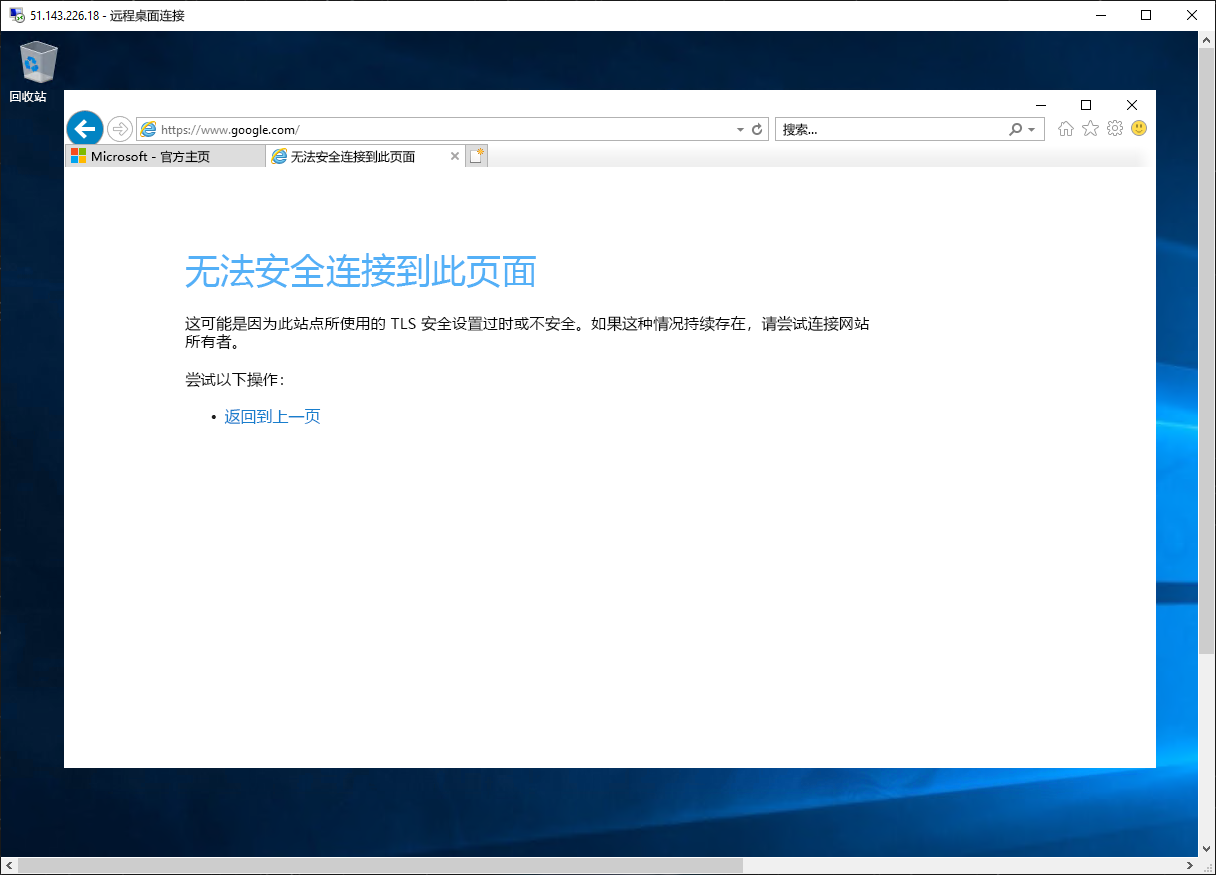 51.143.226.18 - 远程桌面连接
回收站
https://www.google.com/
搜索...
Microsoft - 官方主页
无法安全连接到此页面
无法安全连接到此页面
这可能是因为此站点所使用的 TLS 安全设置过时或不安全。如果这种情况持续存在，请尝试连接网站
所有者。
尝试以下操作：
• 返回到上一页